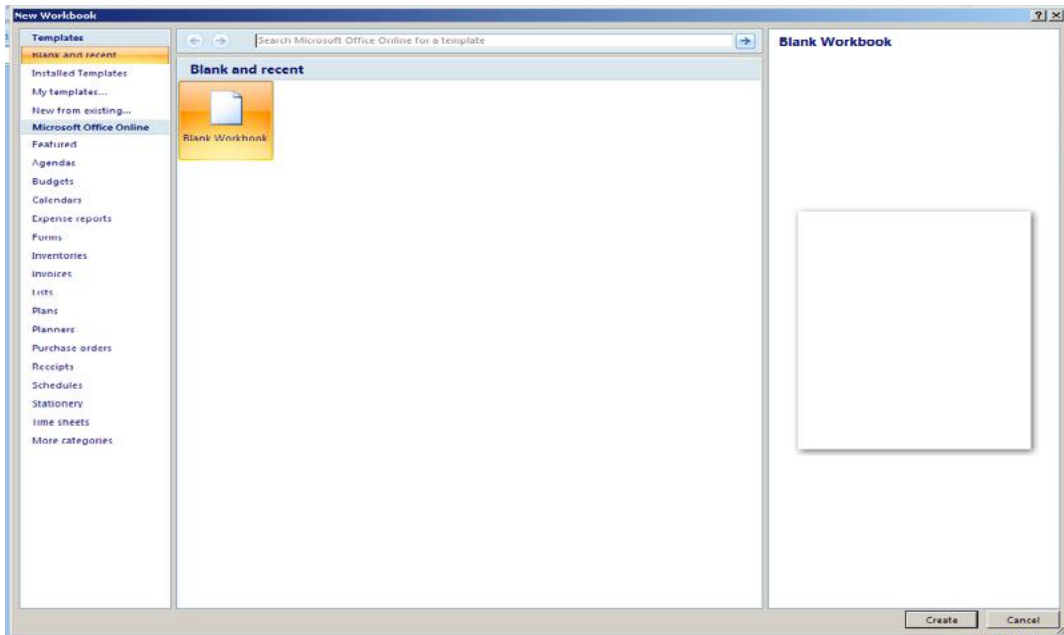 New Workbook
Templates
Blank and recent
Installed Templates
My templates...
New from existing...
Microsoft Office Online
Featured
Agendas
Budgets
Calendars
Expense reports
Forms
Inventories
Invoices
Lists
Plans
Planners
Purchase orders
Receipts
Schedules
Stationery
Time sheets
More categories
Search Microsoft Office Online for a template
Blank and recent
Blank Workbook
Blank Workbook
Create
Cancel